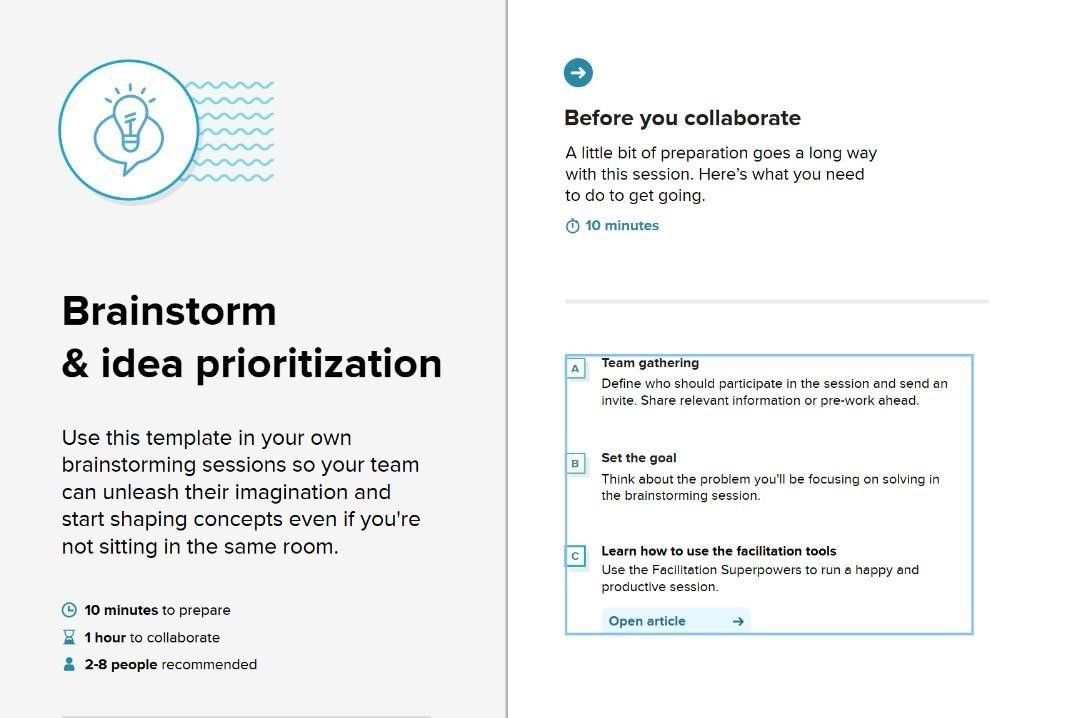 Brainstorm
& idea prioritization
Use this template in your own
brainstorming sessions so your team
can unleash their imagination and
start shaping concepts even if you're
not sitting in the same room.
10 minutes to prepare
1 hour to collaborate
2-8 people recommended
Before you collaborate
A little bit of preparation goes a long way
with this session. Here’s what you need
to do to get going.
10 minutes
A
Team gathering
Define who should participate in the session and send an
invite. Share relevant information or pre-work ahead.
B
Set the goal
Think about the problem you'll be focusing on solving in
the brainstorming session.
C
Learn how to use the facilitation tools
Use the Facilitation Superpowers to run a happy and
productive session.
Open article